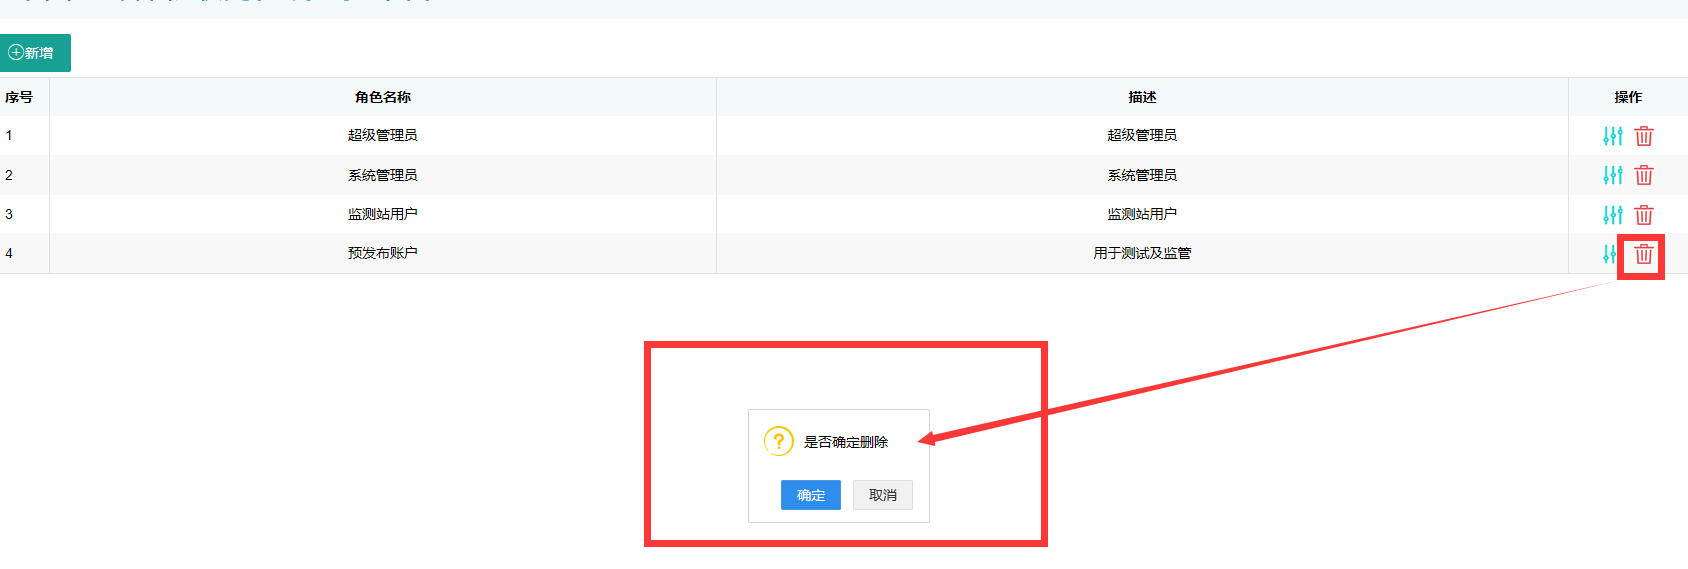 新增
序号 角色名称 描述 操作
1 超级管理员 超级管理员
2 系统管理员 系统管理员
3 监测站用户 监测站用户
4 预发布账户 用于测试及监管
? 是否确定删除
确定 取消